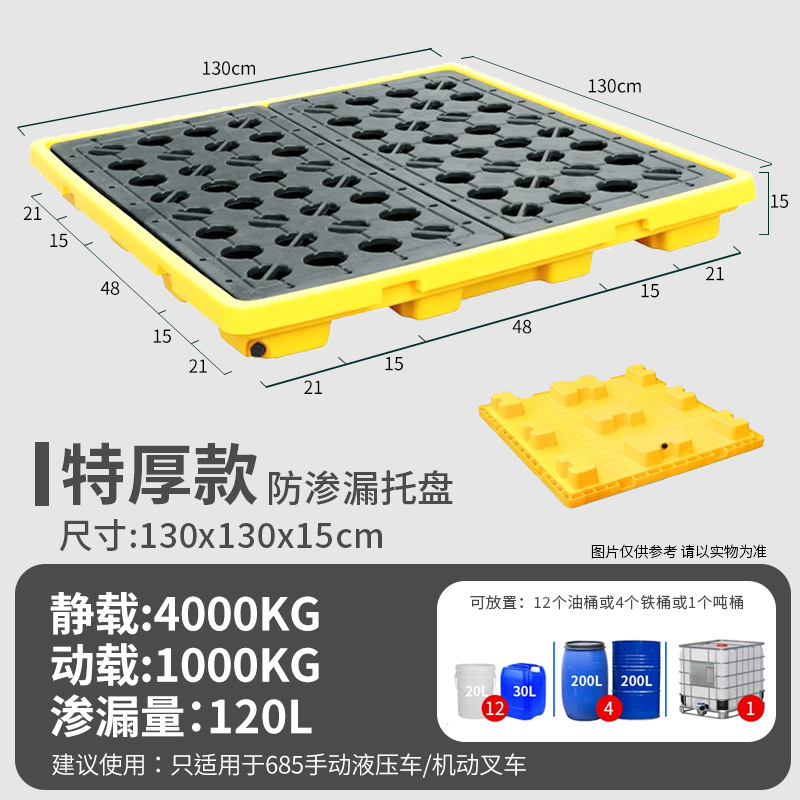 130cm
130cm
15
21
15
48
15
21
21
15
48
15
21
特厚款 防渗漏托盘
尺寸:130x130x15cm
图片仅供参考 请以实物为准
静载:4000KG
动载:1000KG
渗漏量:120L
建议使用:只适用于685手动液压车/机动叉车
可放置:12个油桶或4个铁桶或1个吨桶
20L
30L
200L
200L
12
4
1